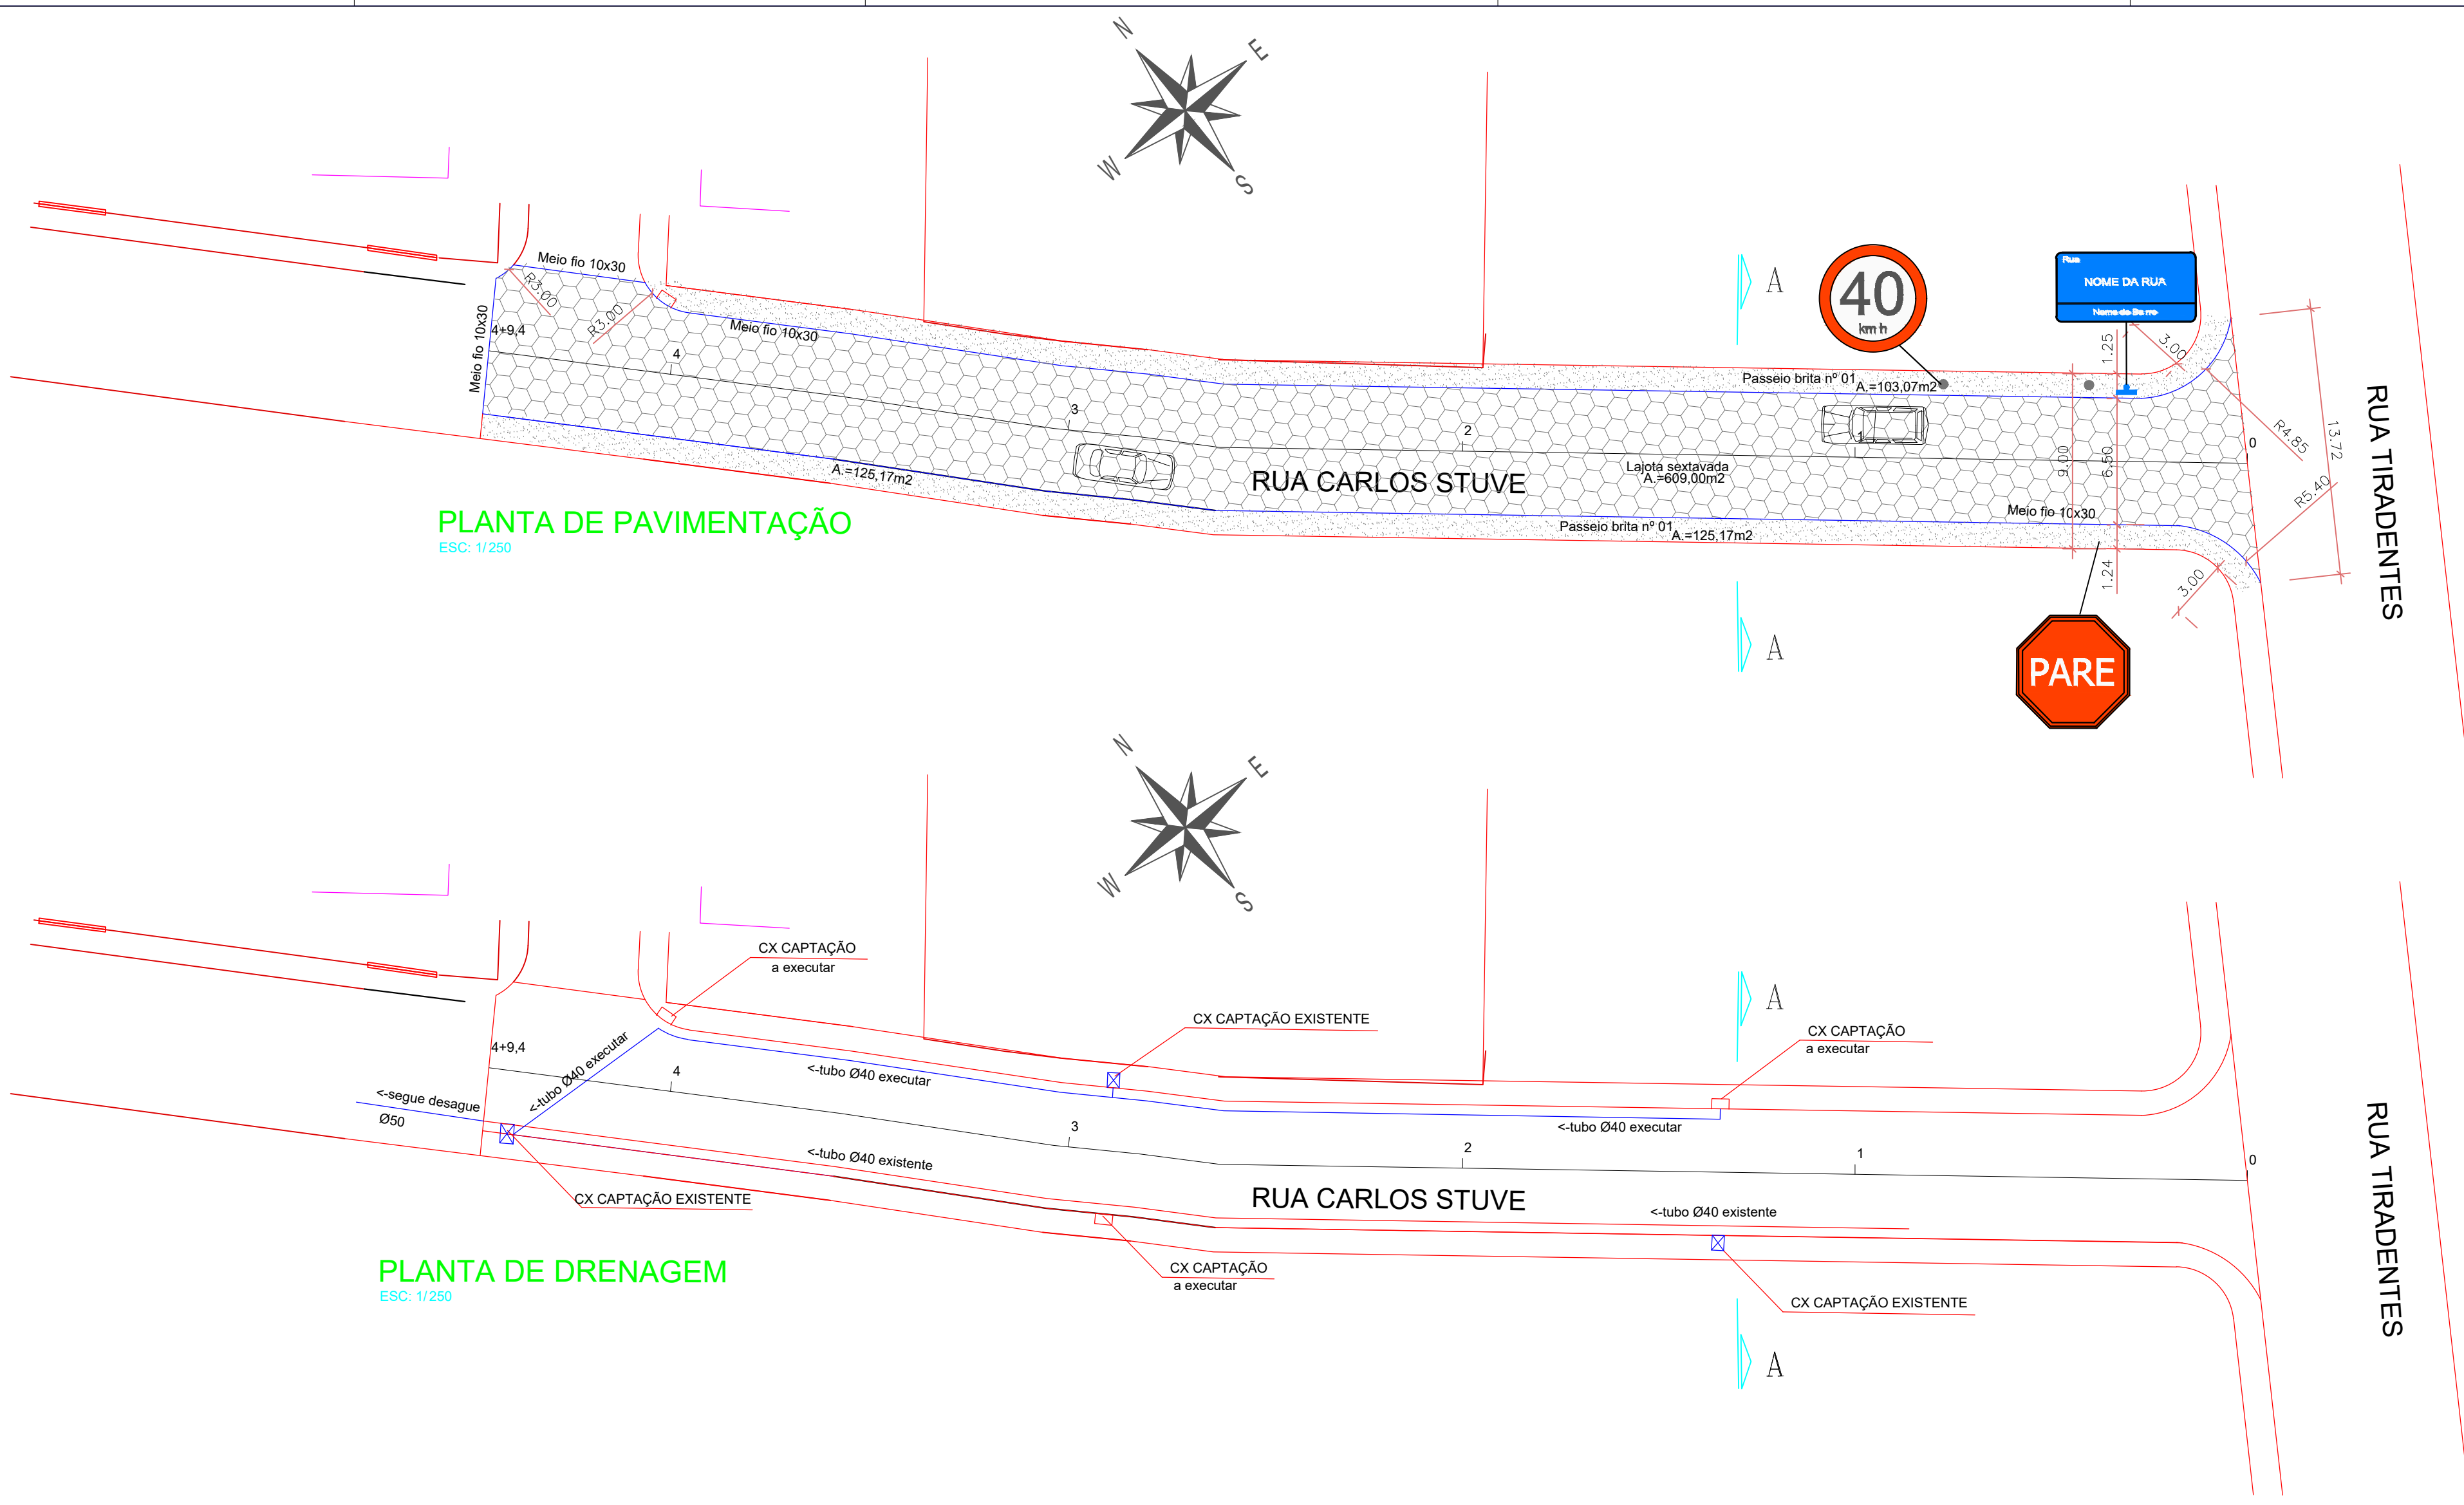 N
E
W
S
Meio fio 10x30
R3.00
R3.00
Meio fio 10x30
4+9,4
Meio fio 10x30
4
3
2
1
0
A
40
km h
Rua
NOME DA RUA
1.25
3.00
Passeio brita nº 01
A.=103,07m2
R4.85
13.72
R5.40
9.00
6.50
Lajota sextavada
A.=609,00m2
RUA CARLOS STUVE
A.=125,17m2
Meio fio 10x30
Passeio brita nº 01
A.=125,17m2
1.24
3.00
RUA TIRADENTES
PLANTA DE PAVIMENTAÇÃO
ESC: 1/250
A
PARE
N
E
W
S
CX CAPTAÇÃO
a executar
CX CAPTAÇÃO EXISTENTE
A
CX CAPTAÇÃO
a executar
4+9,4
<-tubo Ø40 executar
4
<-tubo Ø40 executar
<-segue desague
Ø50
3
<-tubo Ø40 executar
2
1
0
<-tubo Ø40 existente
CX CAPTAÇÃO EXISTENTE
RUA CARLOS STUVE
<-tubo Ø40 existente
RUA TIRADENTES
PLANTA DE DRENAGEM
ESC: 1/250
CX CAPTAÇÃO
a executar
CX CAPTAÇÃO EXISTENTE
A